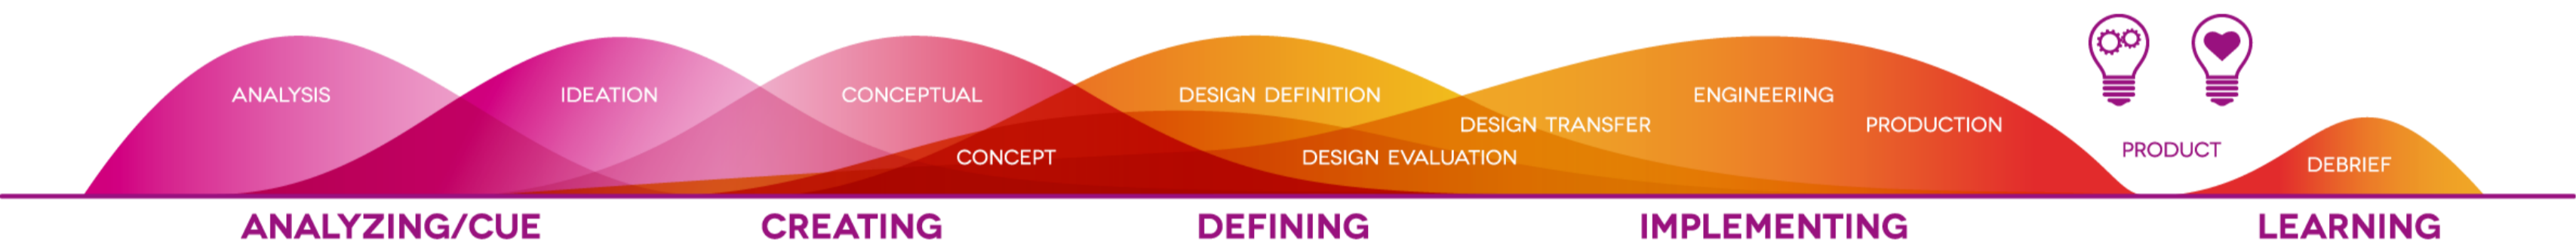 ANALYSIS
IDEATION
CONCEPTUAL
DESIGN DEFINITION
ENGINEERING
DESIGN TRANSFER
PRODUCTION
CONCEPT
DESIGN EVALUATION
PRODUCT
DEBRIEF
ANALYZING/CUE
CREATING
DEFINING
IMPLEMENTING
LEARNING